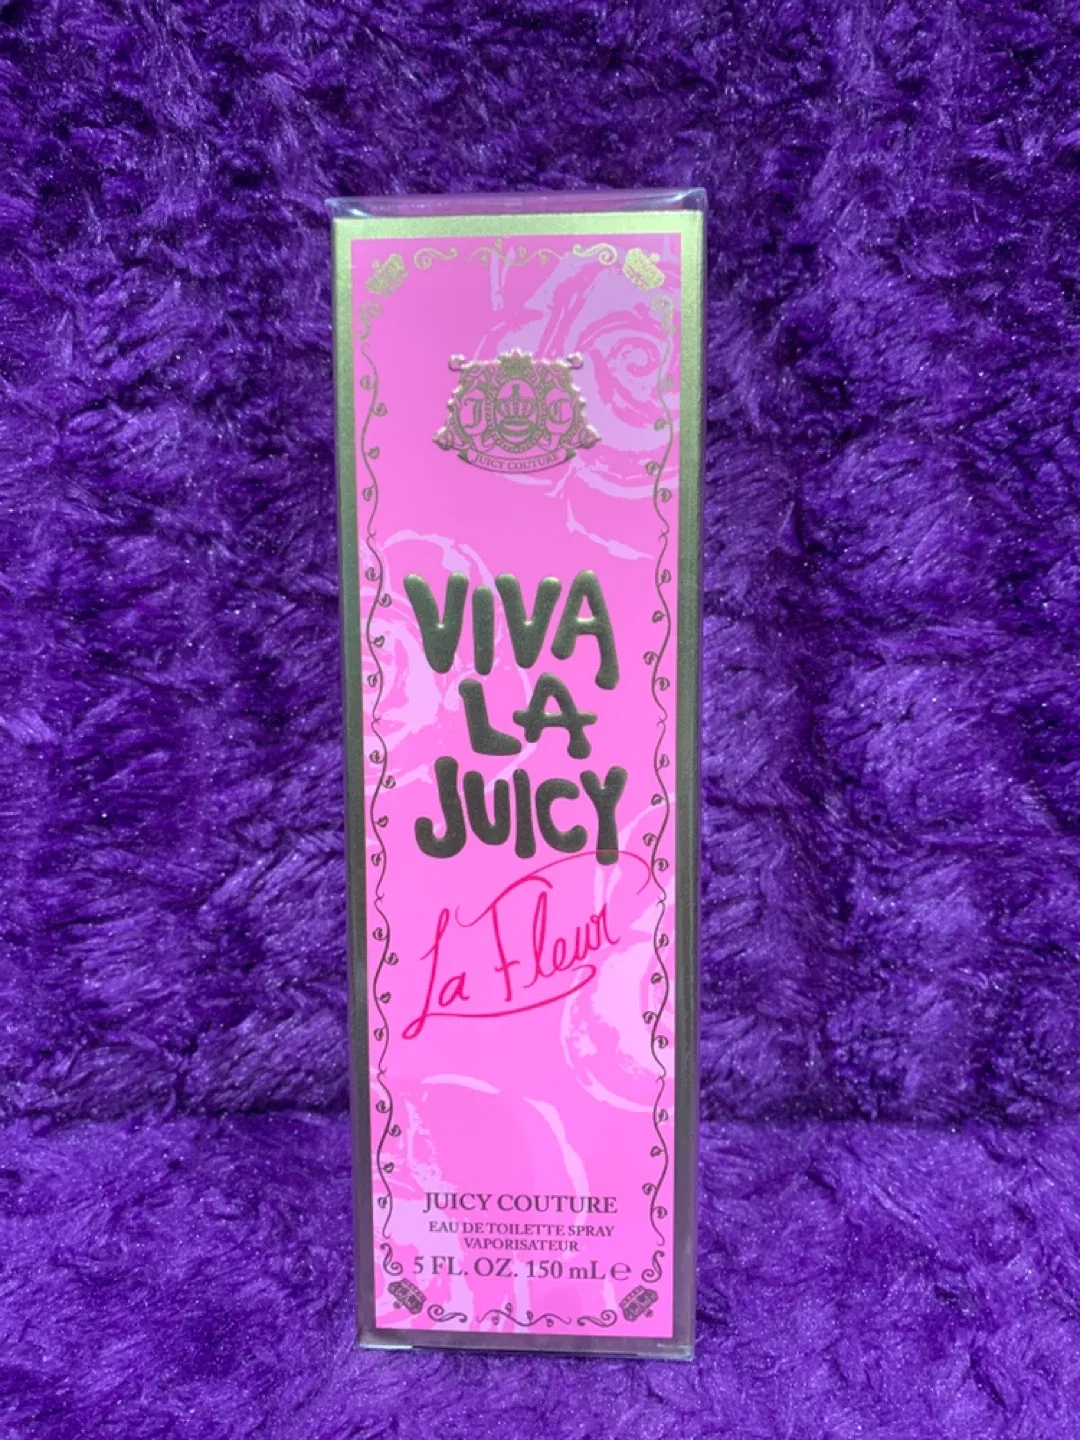 J C
JUICY COUTURE
VIVA
LA
JUICY
La Fleur
JUICY COUTURE
EAU DE TOILETTE SPRAY
VAPORISATEUR
5 FL. OZ. 150 mL ℮